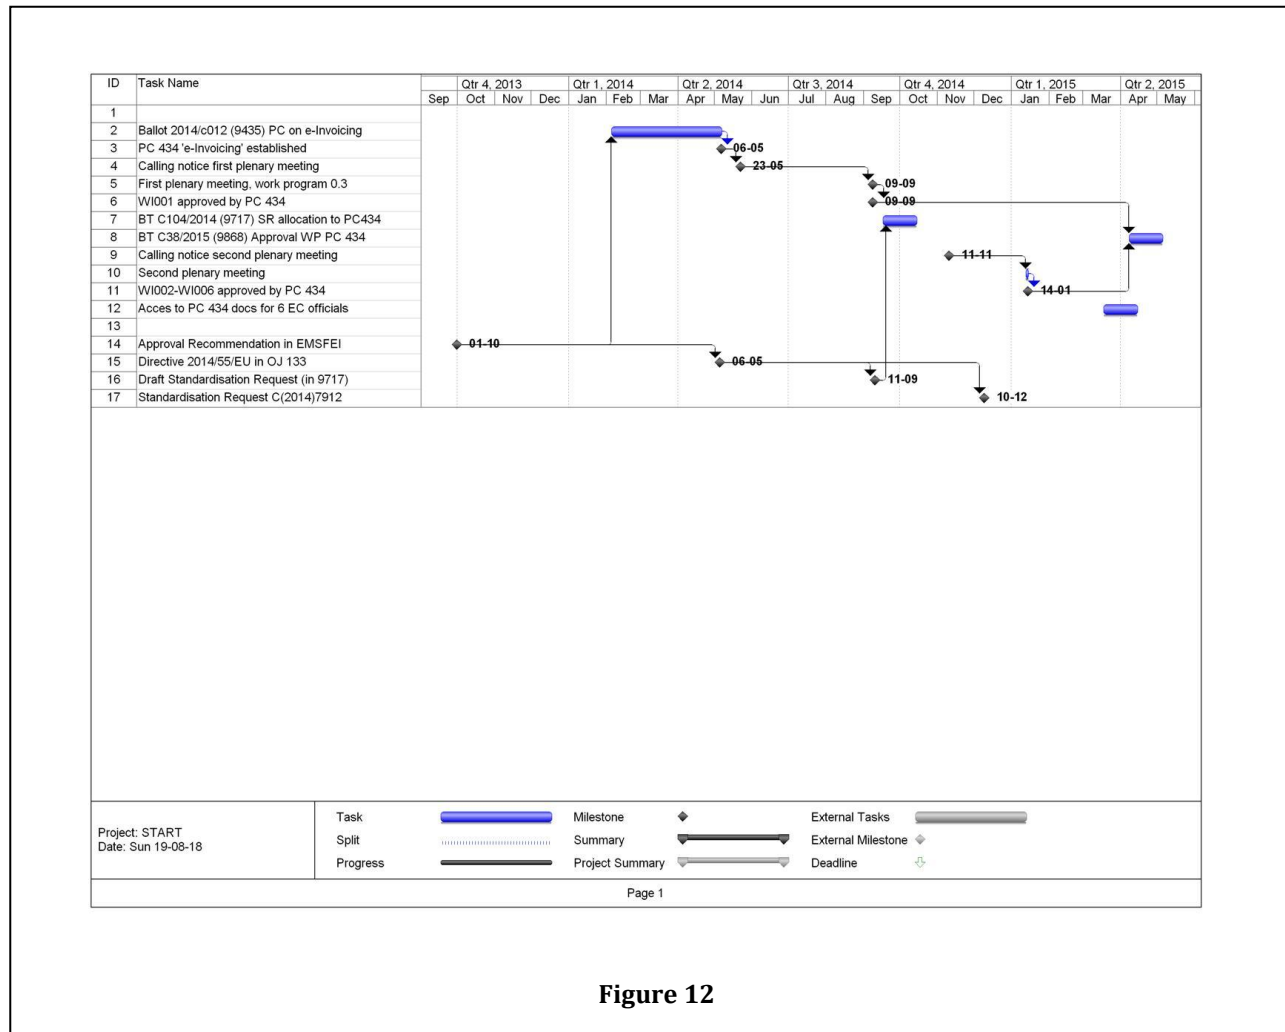 ID Task Name Qtr 4, 2013 Qtr 1, 2014 Qtr 2, 2014 Qtr 3, 2014 Qtr 4, 2014 Qtr 1, 2015 Qtr 2, 2015
Sep Oct Nov Dec Jan Feb Mar Apr May Jun Jul Aug Sep Oct Nov Dec Jan Feb Mar Apr May
1
2 Ballot 2014/c012 (9435) PC on e-Invoicing
3 PC 434 'e-Invoicing' established 06-05
4 Calling notice first plenary meeting 23-05
5 First plenary meeting, work program 0.3 09-09
6 WI001 approved by PC 434 09-09
7 BT C104/2014 (9717) SR allocation to PC434
8 BT C38/2015 (9868) Approval WP PC 434
9 Calling notice second plenary meeting 11-11
10 Second plenary meeting
11 WI002-WI006 approved by PC 434 14-01
12 Acces to PC 434 docs for 6 EC officials
13
14 Approval Recommendation in EMSFEI 01-10
15 Directive 2014/55/EU in OJ 133 06-05
16 Draft Standardisation Request (in 9717) 11-09
17 Standardisation Request C(2014)7912 10-12
Project: START
Date: Sun 19-08-18
Task Milestone External Tasks
Split Summary External Milestone
Progress Project Summary Deadline
Page 1
Figure 12